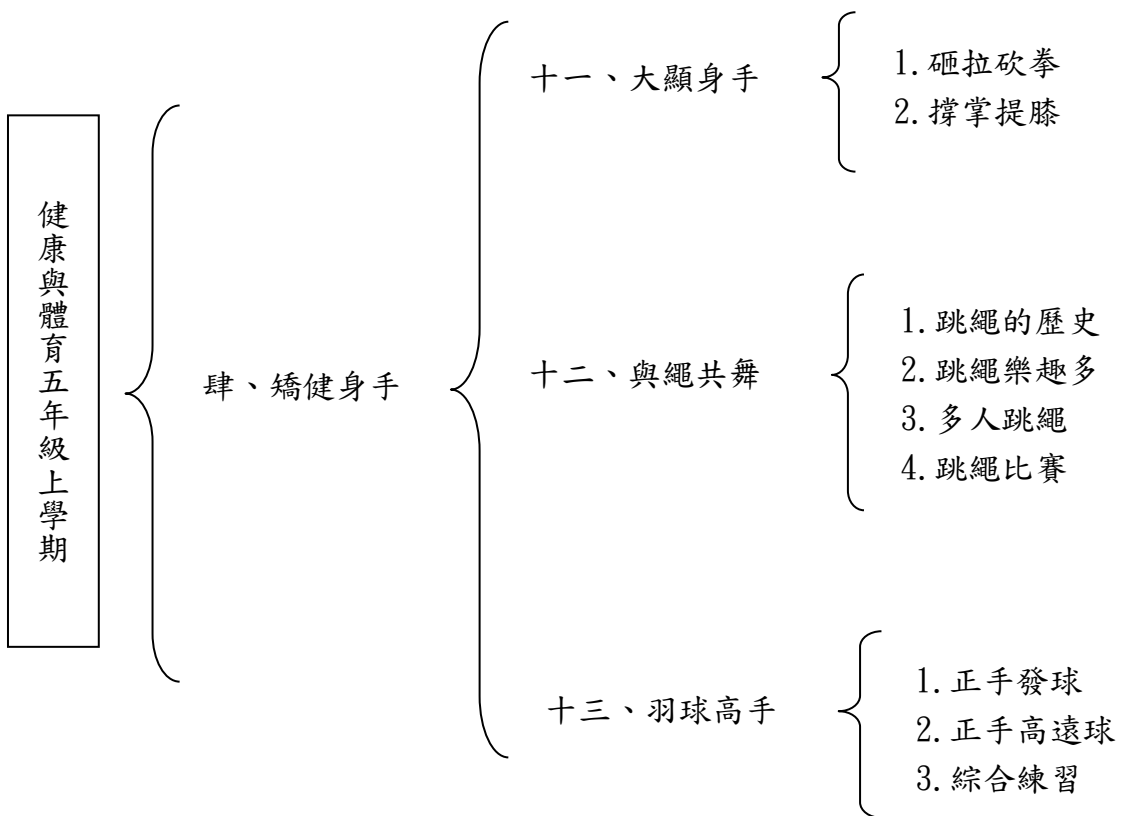 健康與體育五年級上學期
肆、矯健身手
十一、大顯身手
1.砸拉砍拳
2.撐掌提膝
十二、與繩共舞
1.跳繩的歷史
2.跳繩樂趣多
3.多人跳繩
4.跳繩比賽
十三、羽球高手
1.正手發球
2.正手高遠球
3.綜合練習